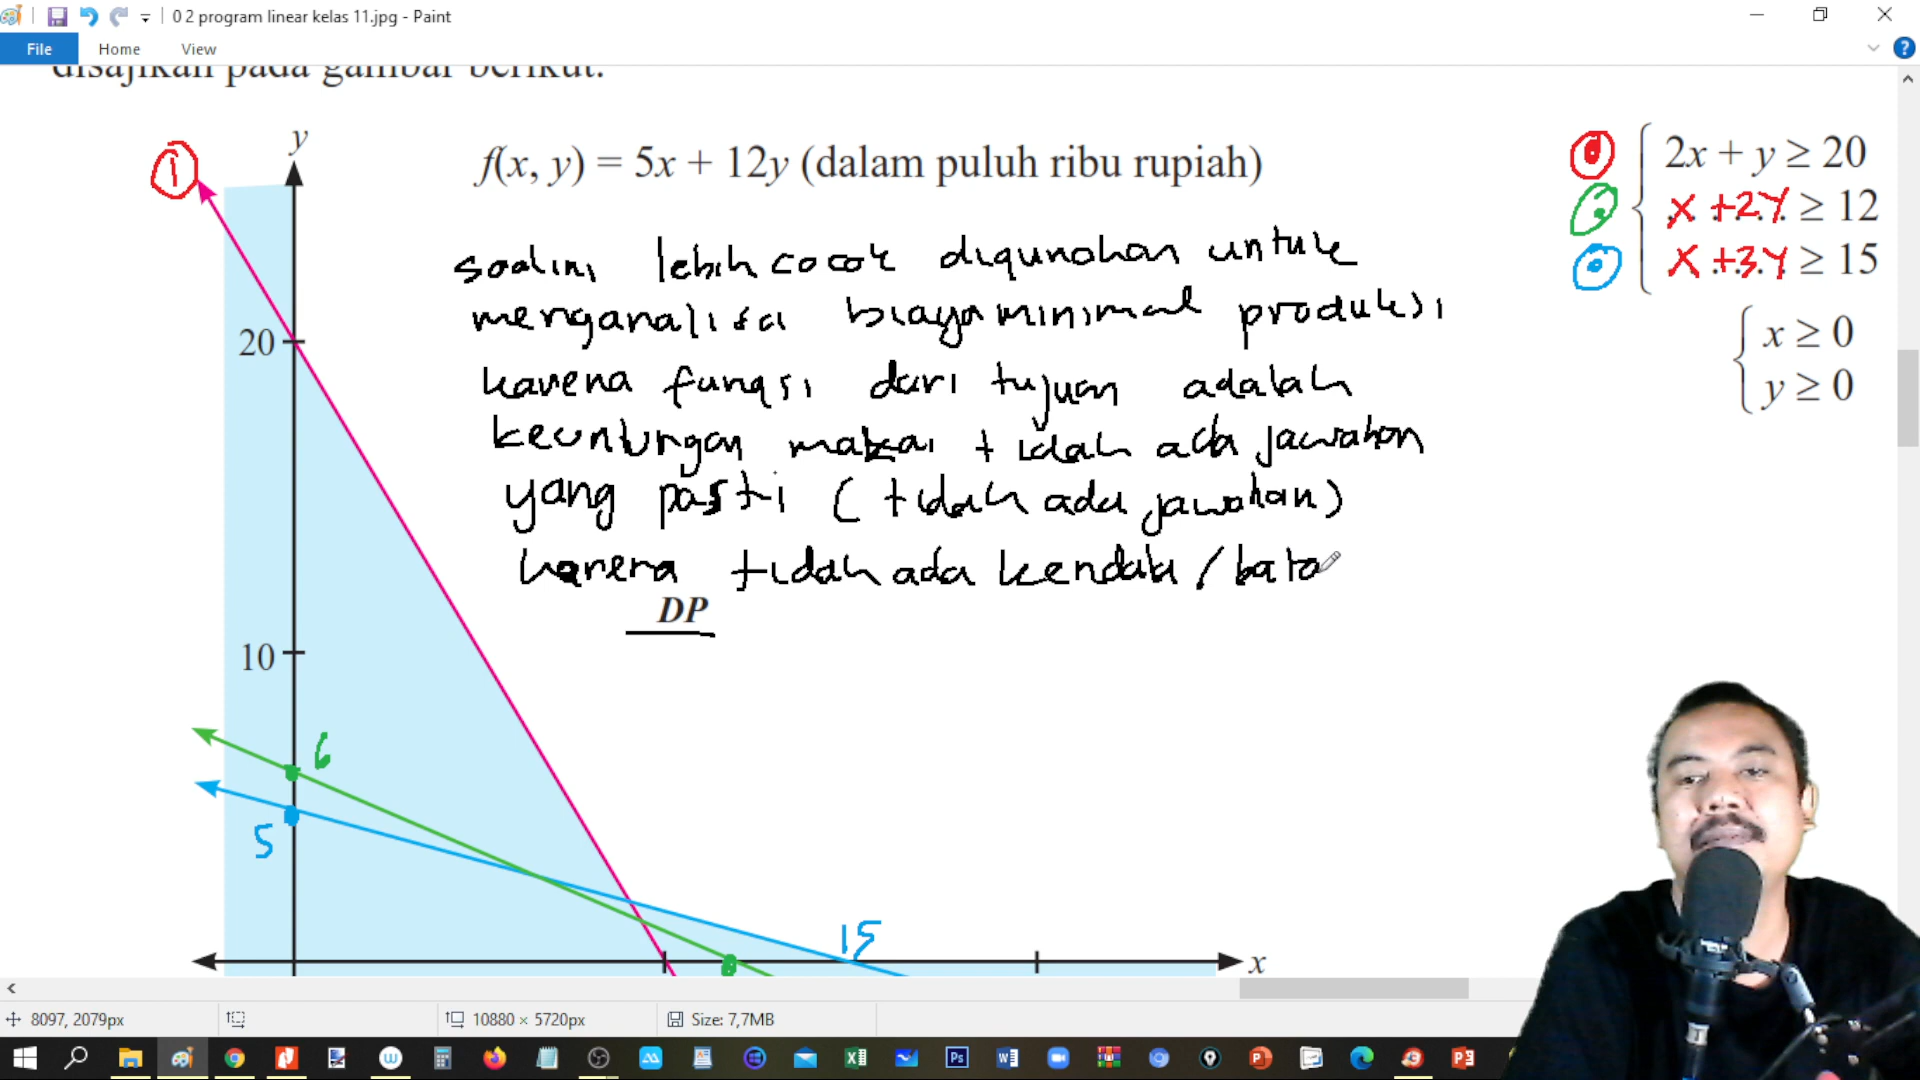 0 2 program linear kelas 11.jpg - Paint
File Home View
disajikan pada gambar berikut.
y
f(x, y) = 5x + 12y (dalam puluh ribu rupiah)
1
2x + y ≥ 20
x + 2y ≥ 12
x + 3y ≥ 15
x ≥ 0
y ≥ 0
soal ini lebih cocok digunakan untuk
menganalisa biaya minimal produksi
karena fungsi dari tujuan adalah
keuntungan maka tidak ada jawaban
yang pasti (tidak ada jawaban)
karena tidak ada kendala / bata
DP
20
10
6
5
15
x
8097, 2079px 10880 × 5720px Size: 7,7MB